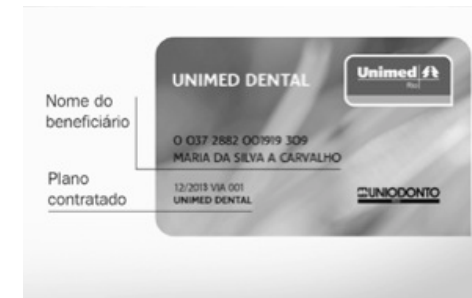 Nome do
beneficiário
Plano
contratado
UNIMED DENTAL
Unimed
0 037 2882 001919 309
MARIA DA SILVA A CARVALHO
12/2013 VIA 001
UNIMED DENTAL
UNIODONTO